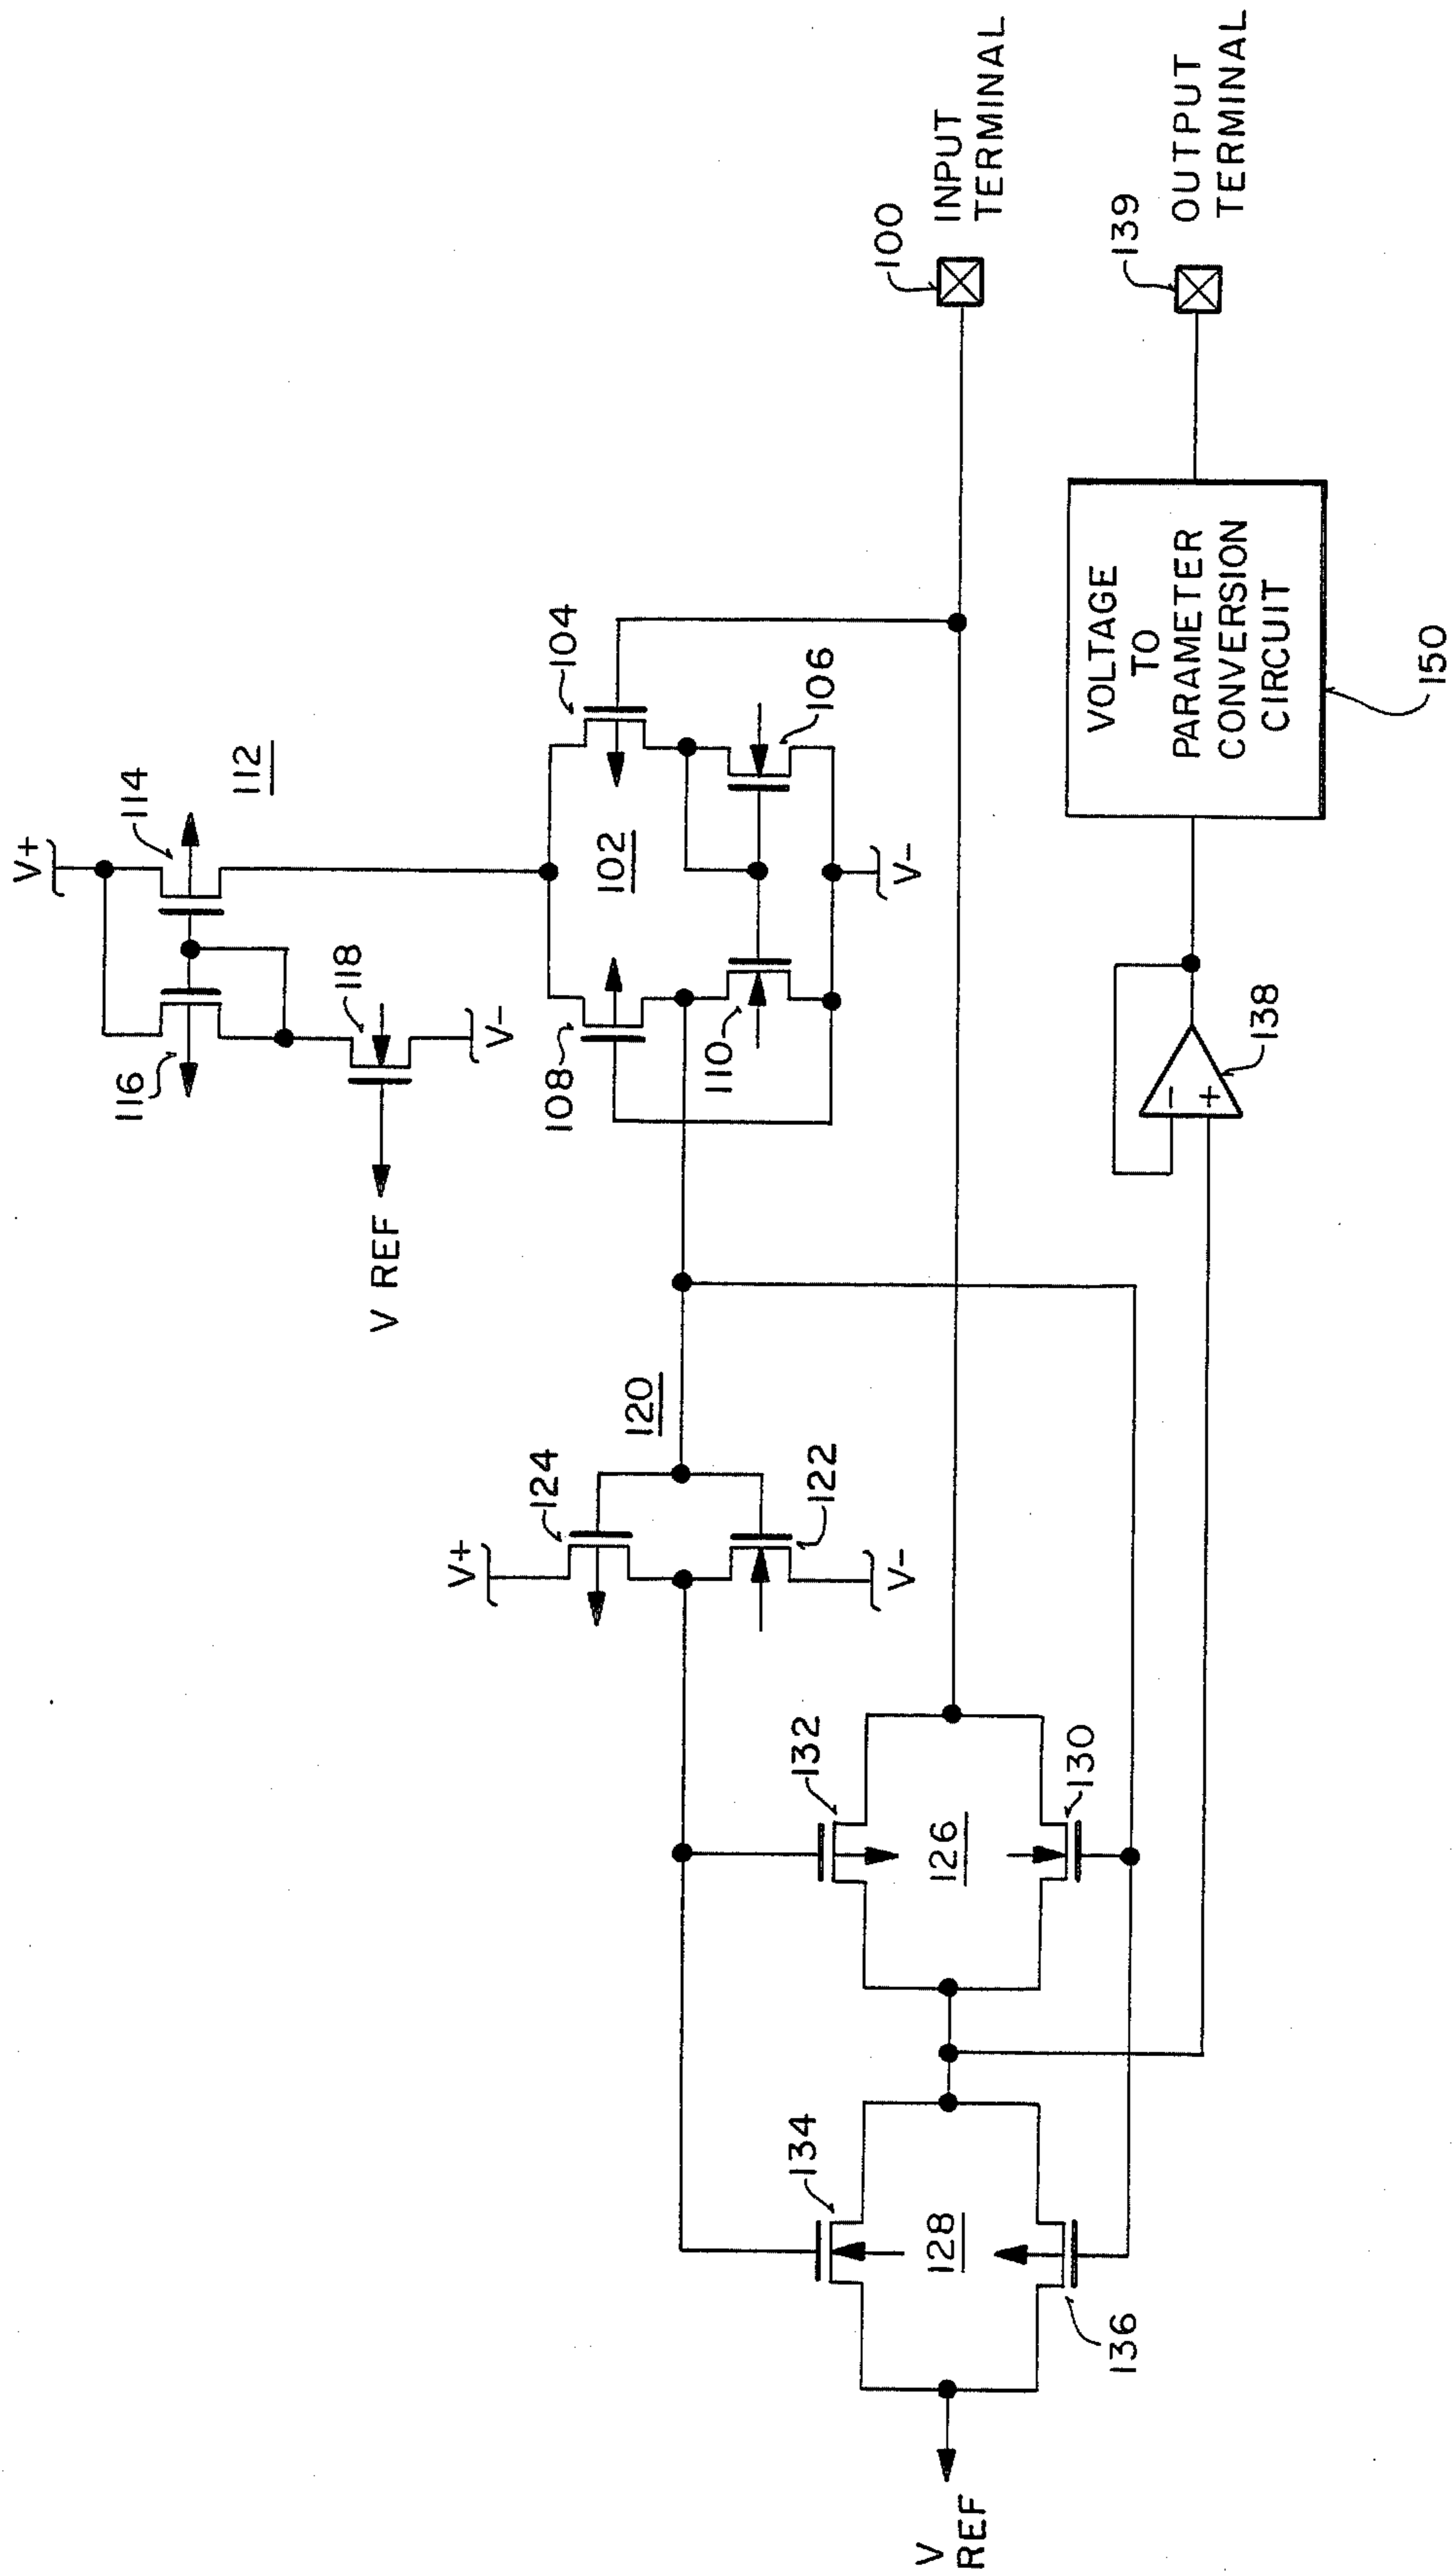 V+
114
112
116
118
V-
V REF
104
102
108
106
110
V-
100
INPUT
TERMINAL
120
V+
124
122
V-
132
126
130
134
128
136
V
REF
138
-
+
VOLTAGE
TO
PARAMETER
CONVERSION
CIRCUIT
150
139
OUTPUT
TERMINAL